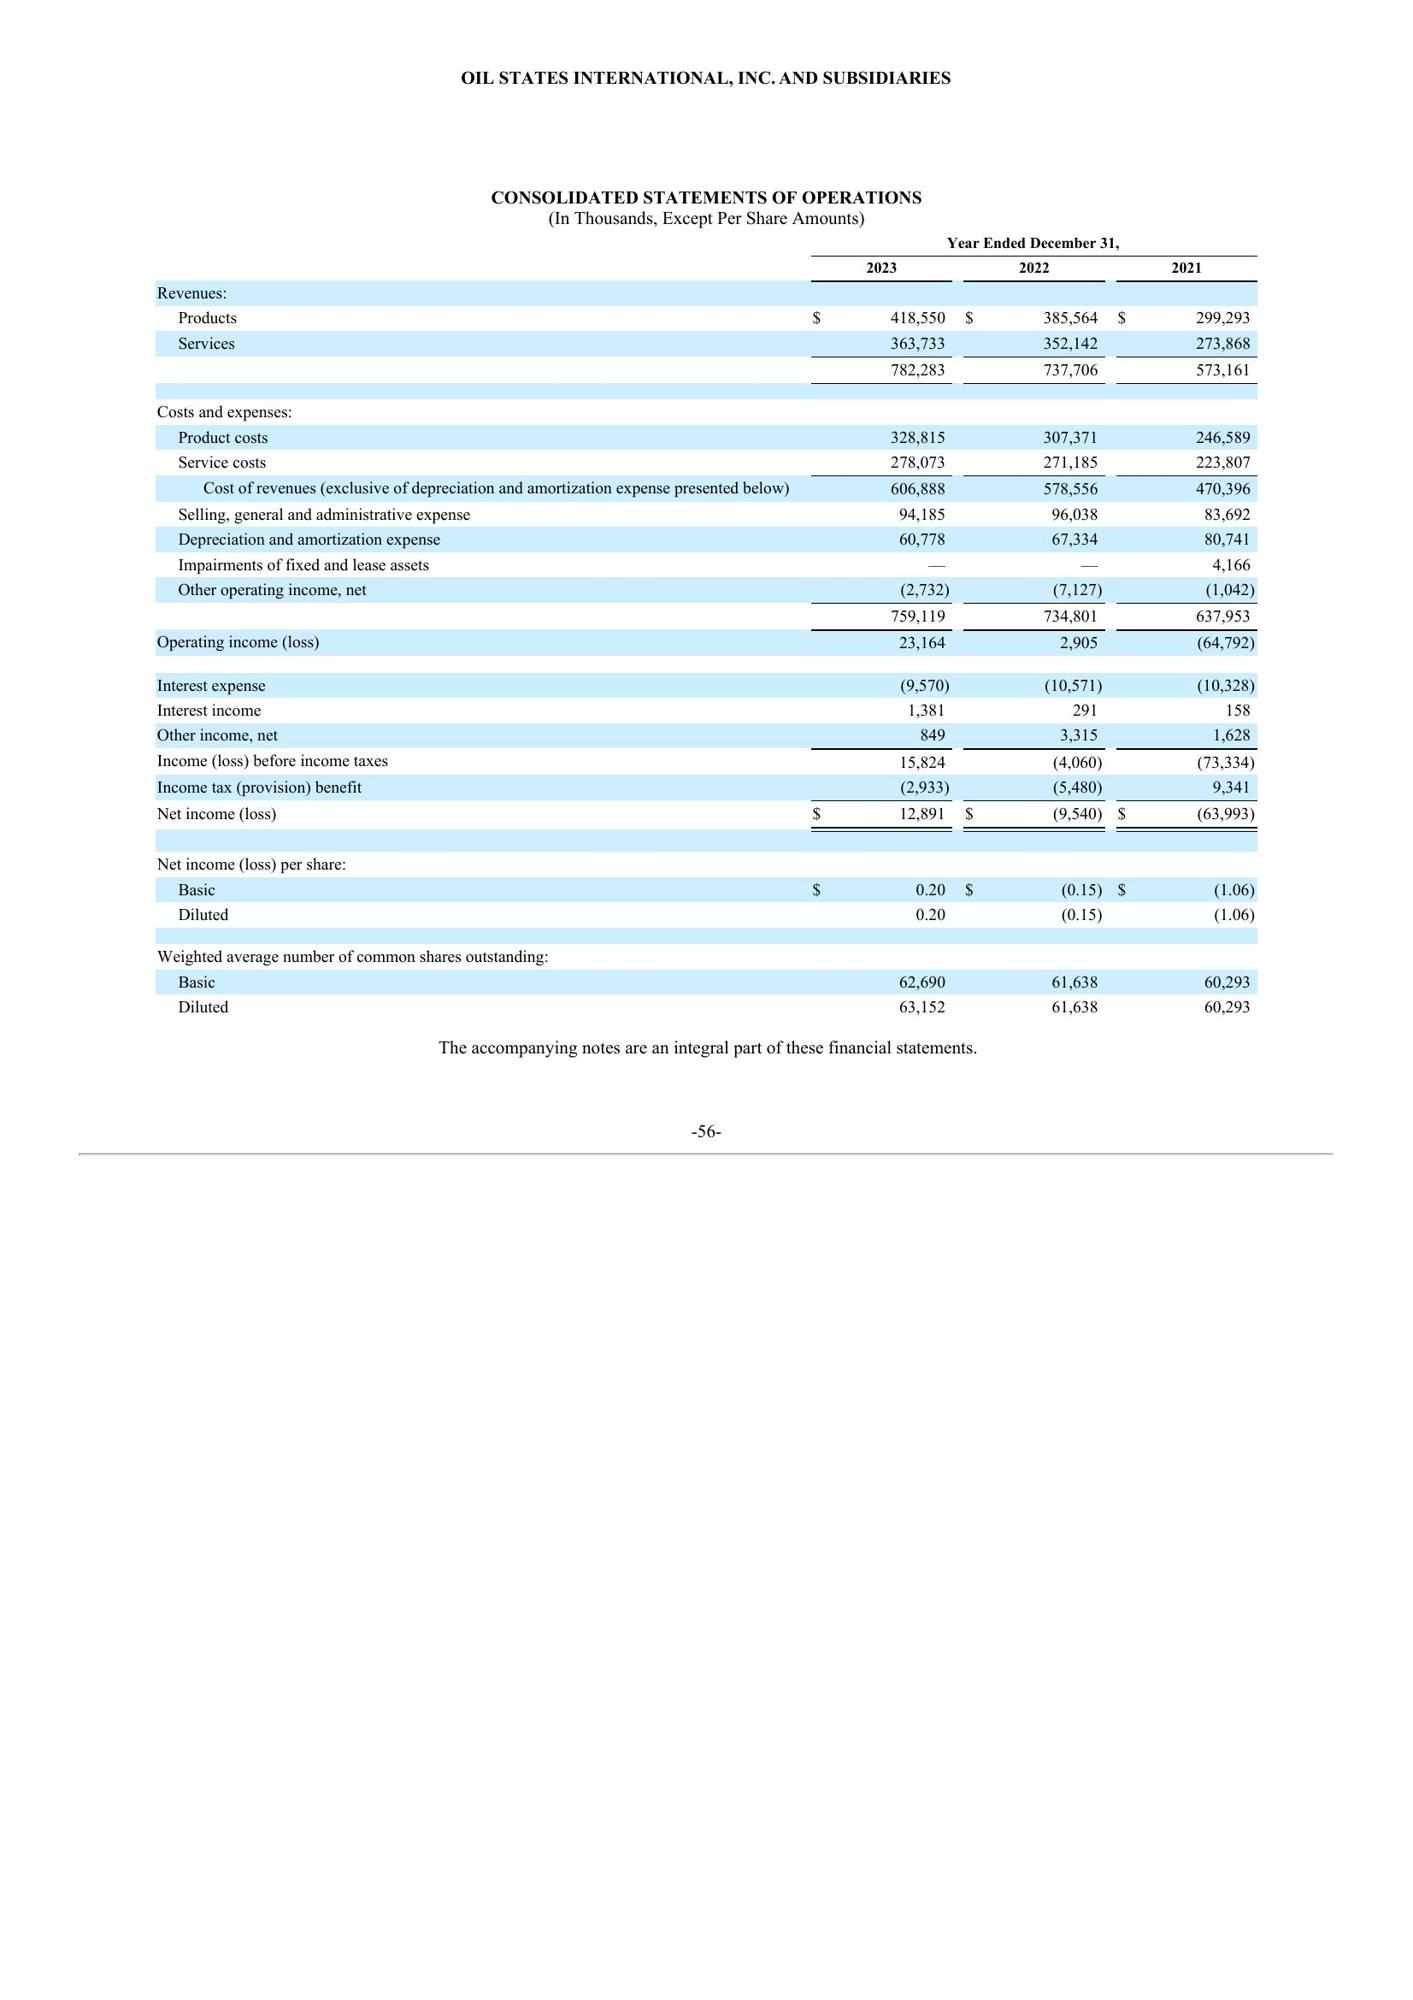 OIL STATES INTERNATIONAL, INC. AND SUBSIDIARIES
CONSOLIDATED STATEMENTS OF OPERATIONS
(In Thousands, Except Per Share Amounts)
Year Ended December 31,
2023 2022 2021
Revenues:
Products $ 418,550 $ 385,564 $ 299,293
Services 363,733 352,142 273,868
782,283 737,706 573,161
Costs and expenses:
Product costs 328,815 307,371 246,589
Service costs 278,073 271,185 223,807
Cost of revenues (exclusive of depreciation and amortization expense presented below) 606,888 578,556 470,396
Selling, general and administrative expense 94,185 96,038 83,692
Depreciation and amortization expense 60,778 67,334 80,741
Impairments of fixed and lease assets — — 4,166
Other operating income, net (2,732) (7,127) (1,042)
759,119 734,801 637,953
Operating income (loss) 23,164 2,905 (64,792)
Interest expense (9,570) (10,571) (10,328)
Interest income 1,381 291 158
Other income, net 849 3,315 1,628
Income (loss) before income taxes 15,824 (4,060) (73,334)
Income tax (provision) benefit (2,933) (5,480) 9,341
Net income (loss) $ 12,891 $ (9,540) $ (63,993)
Net income (loss) per share:
Basic $ 0.20 $ (0.15) $ (1.06)
Diluted 0.20 (0.15) (1.06)
Weighted average number of common shares outstanding:
Basic 62,690 61,638 60,293
Diluted 63,152 61,638 60,293
The accompanying notes are an integral part of these financial statements.
-56-